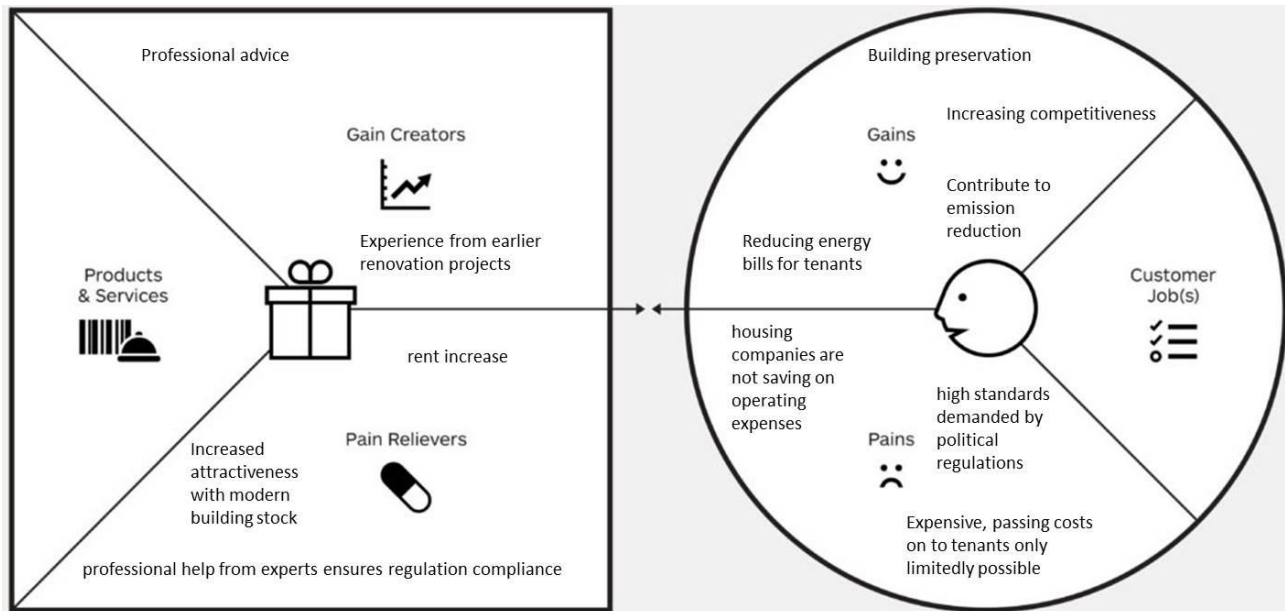 Professional advice
Gain Creators
Experience from earlier
renovation projects
Products
& Services
rent increase
Pain Relievers
Increased
attractiveness
with modern
building stock
professional help from experts ensures regulation compliance
Building preservation
Increasing competitiveness
Gains
Contribute to
emission
reduction
Reducing energy
bills for tenants
Customer
Job(s)
housing
companies are
not saving on
operating
expenses
high standards
demanded by
political
regulations
Pains
Expensive, passing costs
on to tenants only
limitedly possible